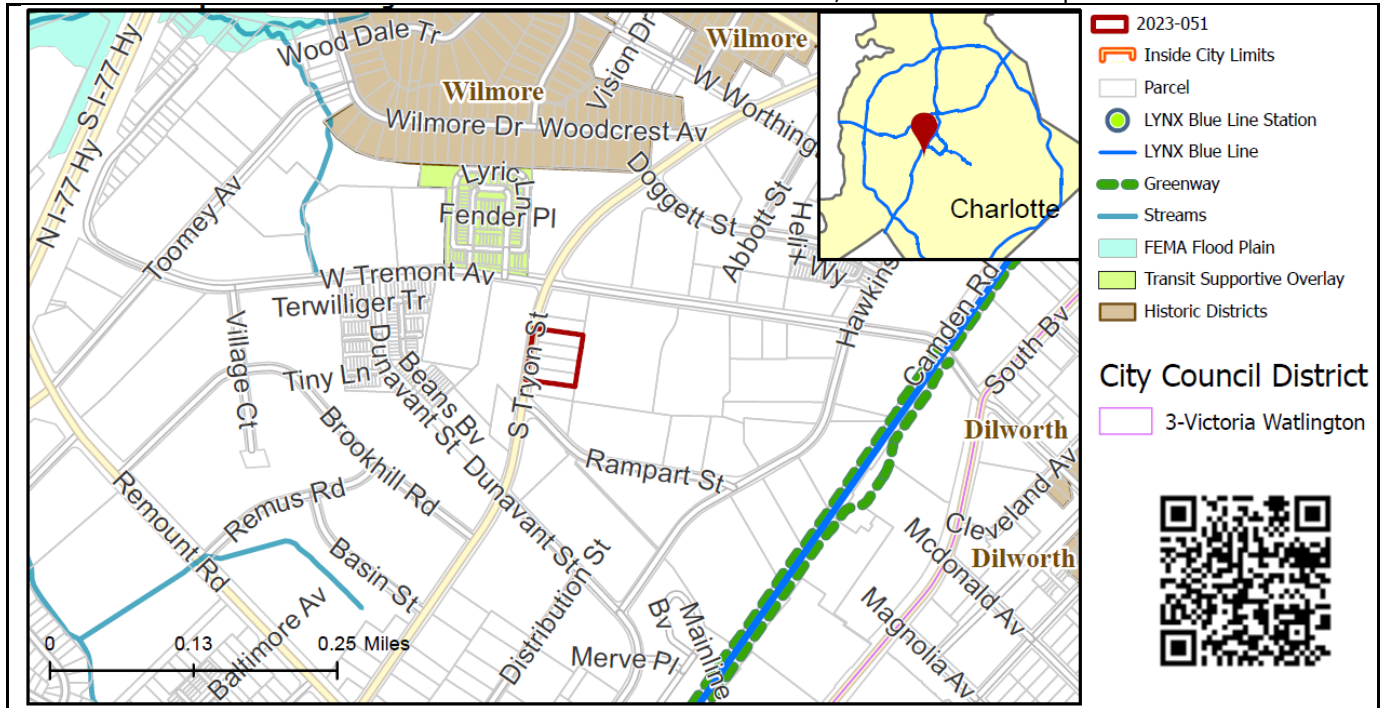 Wood Dale Tr
Wilmore
Vision Dr
Wilmore
W Worthingt
Wilmore Dr
Woodcrest Av
N I-77 Hy
S I-77 Hy
Toomey Av
Lyric Ln
Fender Pl
Doggett St
Abbott St
Helix Wy
Hawkins
W Tremont Av
Terwilliger Tr
Village Ct
Tiny Ln
Dunavant St
Beans Bv
S Tryon St
Camden Rd
South Bv
Dilworth
Brookhill Rd
Rampart St
Remount Rd
Remus Rd
Dunavant St
Basin St
Cleveland Av
Mcdonald Av
Dilworth
Distribution St
Magnolia Av
Baltimore Av
Merve Pl
Mainline
Bv
0
0.13
0.25 Miles
Charlotte
2023-051
Inside City Limits
Parcel
LYNX Blue Line Station
LYNX Blue Line
Greenway
Streams
FEMA Flood Plain
Transit Supportive Overlay
Historic Districts
City Council District
3-Victoria Watlington